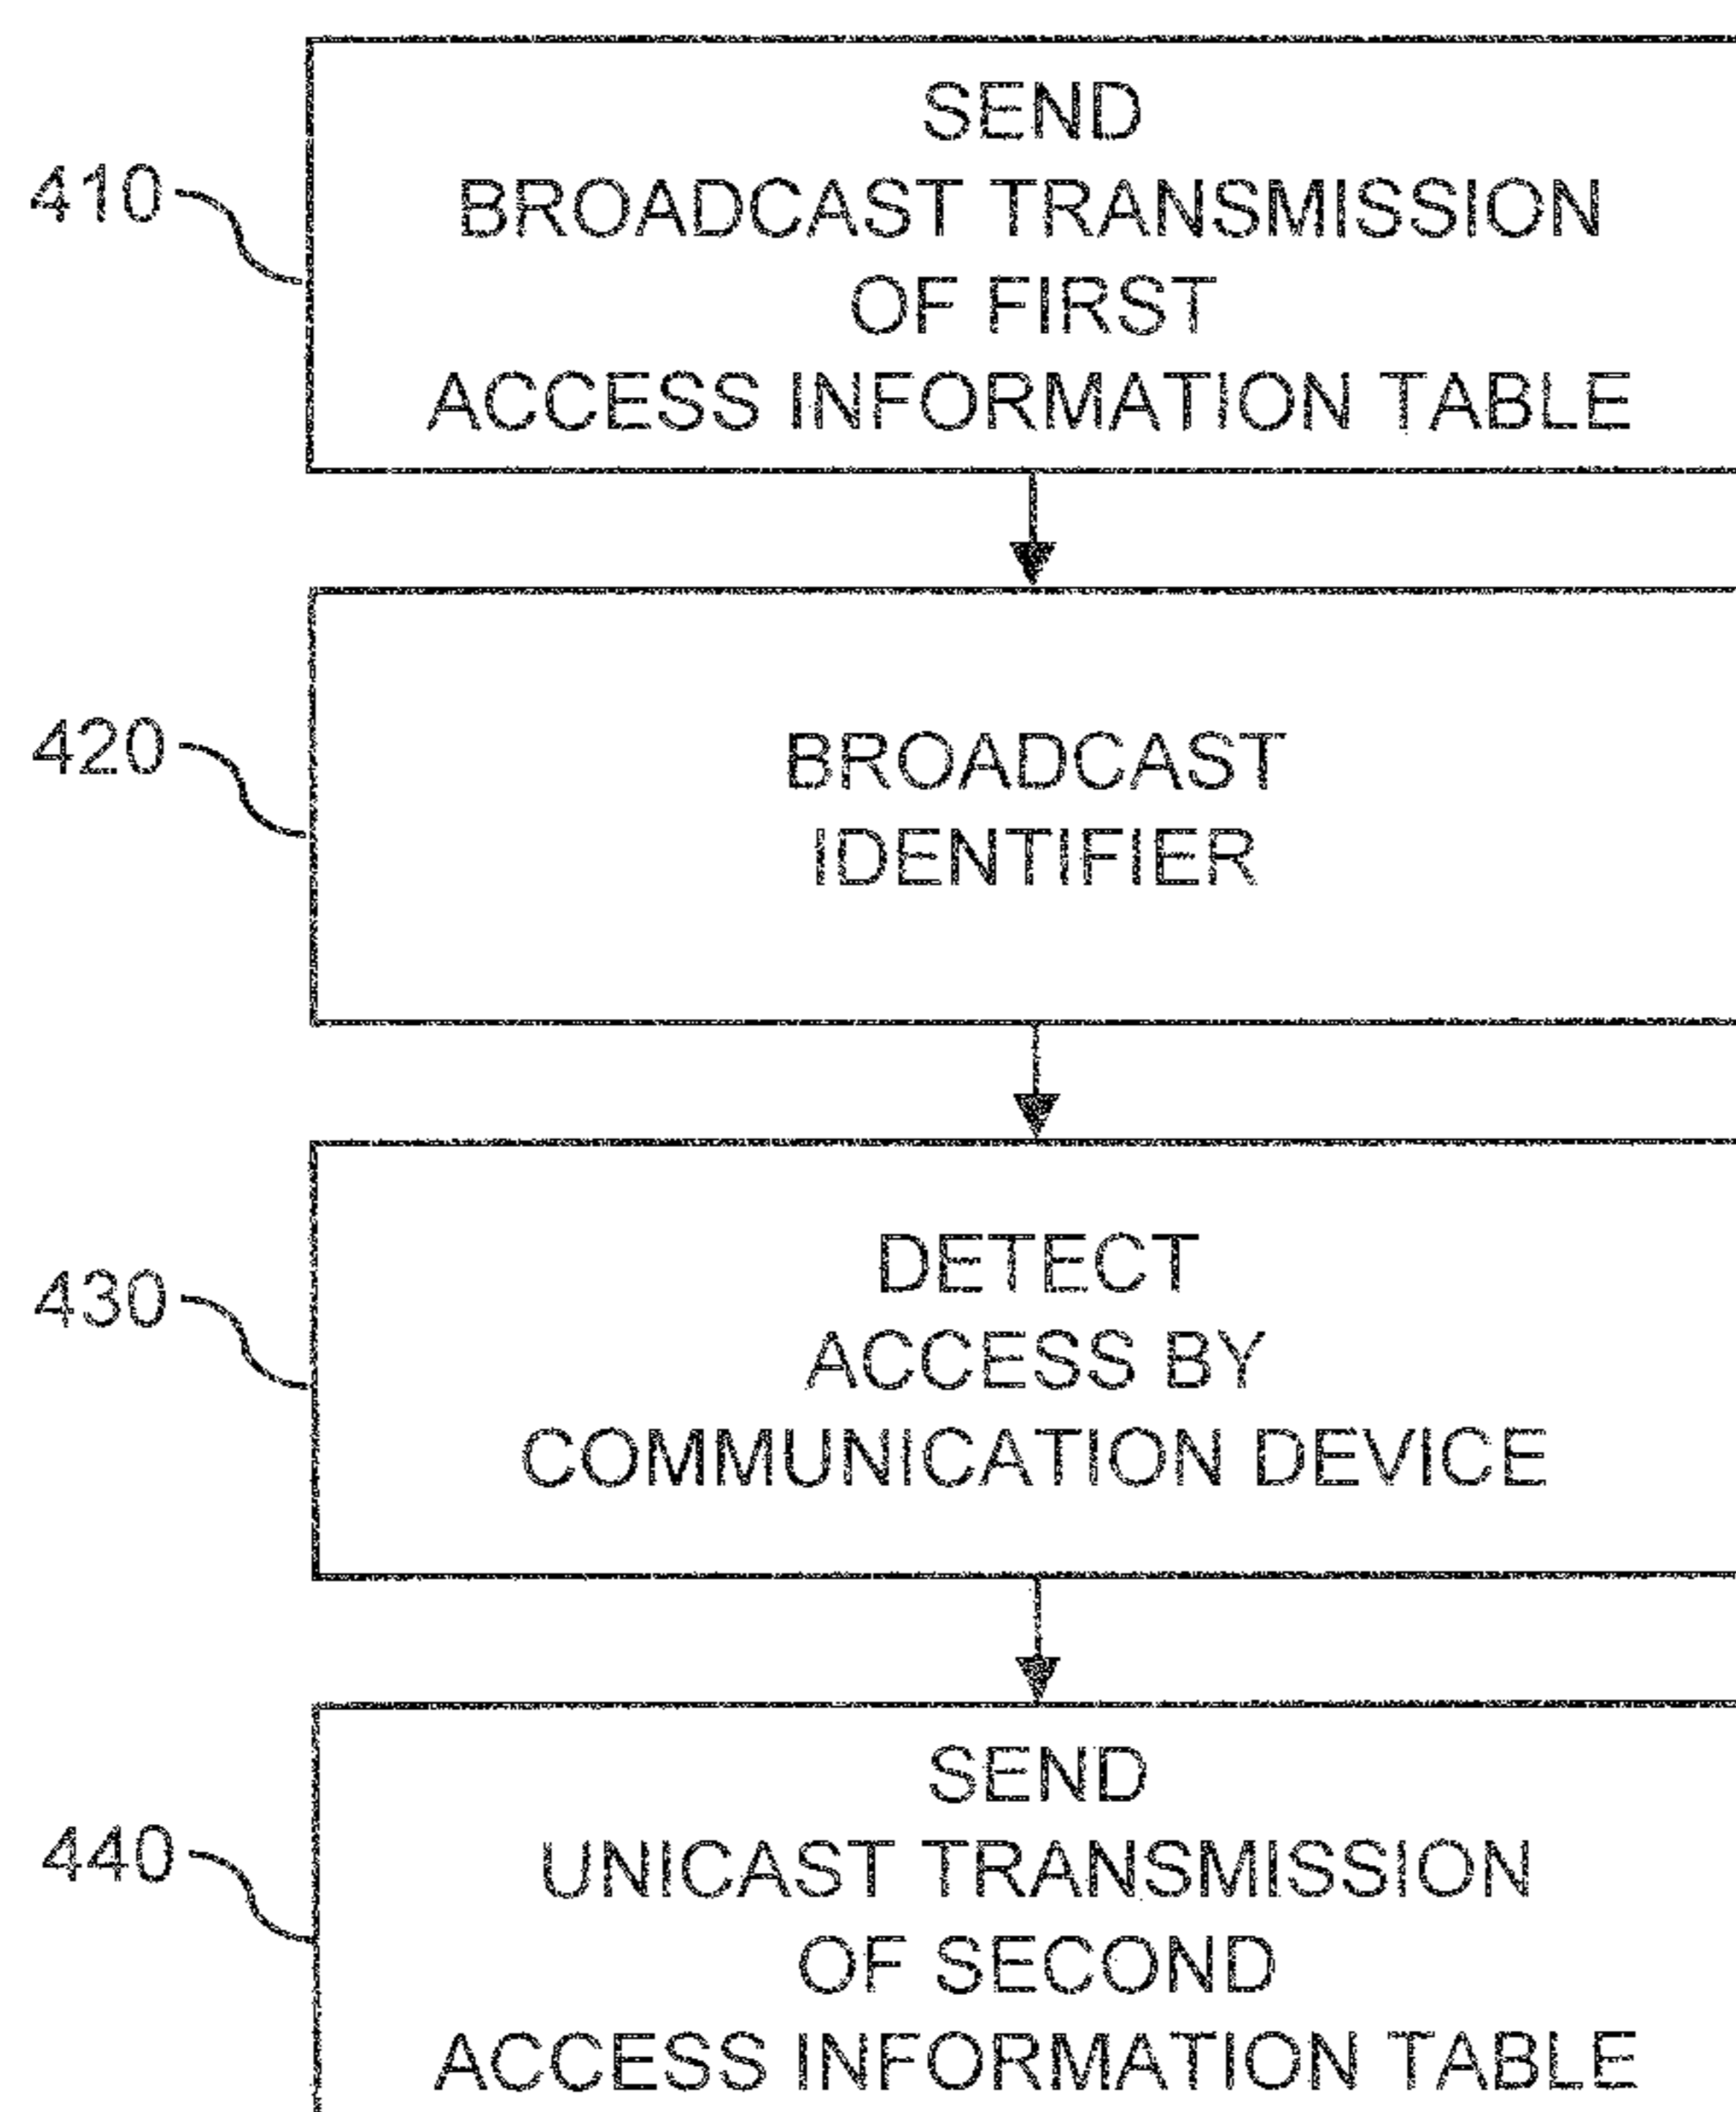 SEND
410
BROADCAST TRANSMISSION
OF FIRST
ACCESS INFORMATION TABLE
420
BROADCAST
IDENTIFIER
430
DETECT
ACCESS BY
COMMUNICATION DEVICE
440
SEND
UNICAST TRANSMISSION
OF SECOND
ACCESS INFORMATION TABLE